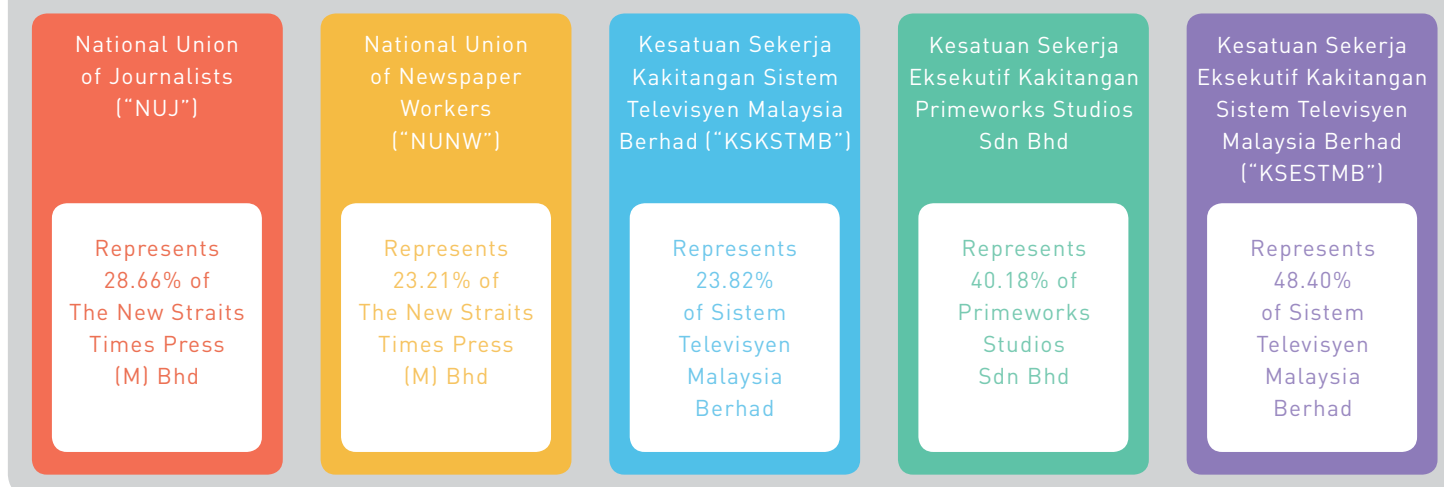 National Union
of Journalists
(“NUJ”)
Represents
28.66% of
The New Straits
Times Press
(M) Bhd
National Union
of Newspaper
Workers
(“NUNW”)
Represents
23.21% of
The New Straits
Times Press
(M) Bhd
Kesatuan Sekerja
Kakitangan Sistem
Televisyen Malaysia
Berhad (“KSKSTMB”)
Represents
23.82%
of Sistem
Televisyen
Malaysia
Berhad
Kesatuan Sekerja
Eksekutif Kakitangan
Primeworks Studios
Sdn Bhd
Represents
40.18% of
Primeworks
Studios
Sdn Bhd
Kesatuan Sekerja
Eksekutif Kakitangan
Sistem Televisyen
Malaysia Berhad
(“KSESTMB”)
Represents
48.40%
of Sistem
Televisyen
Malaysia
Berhad